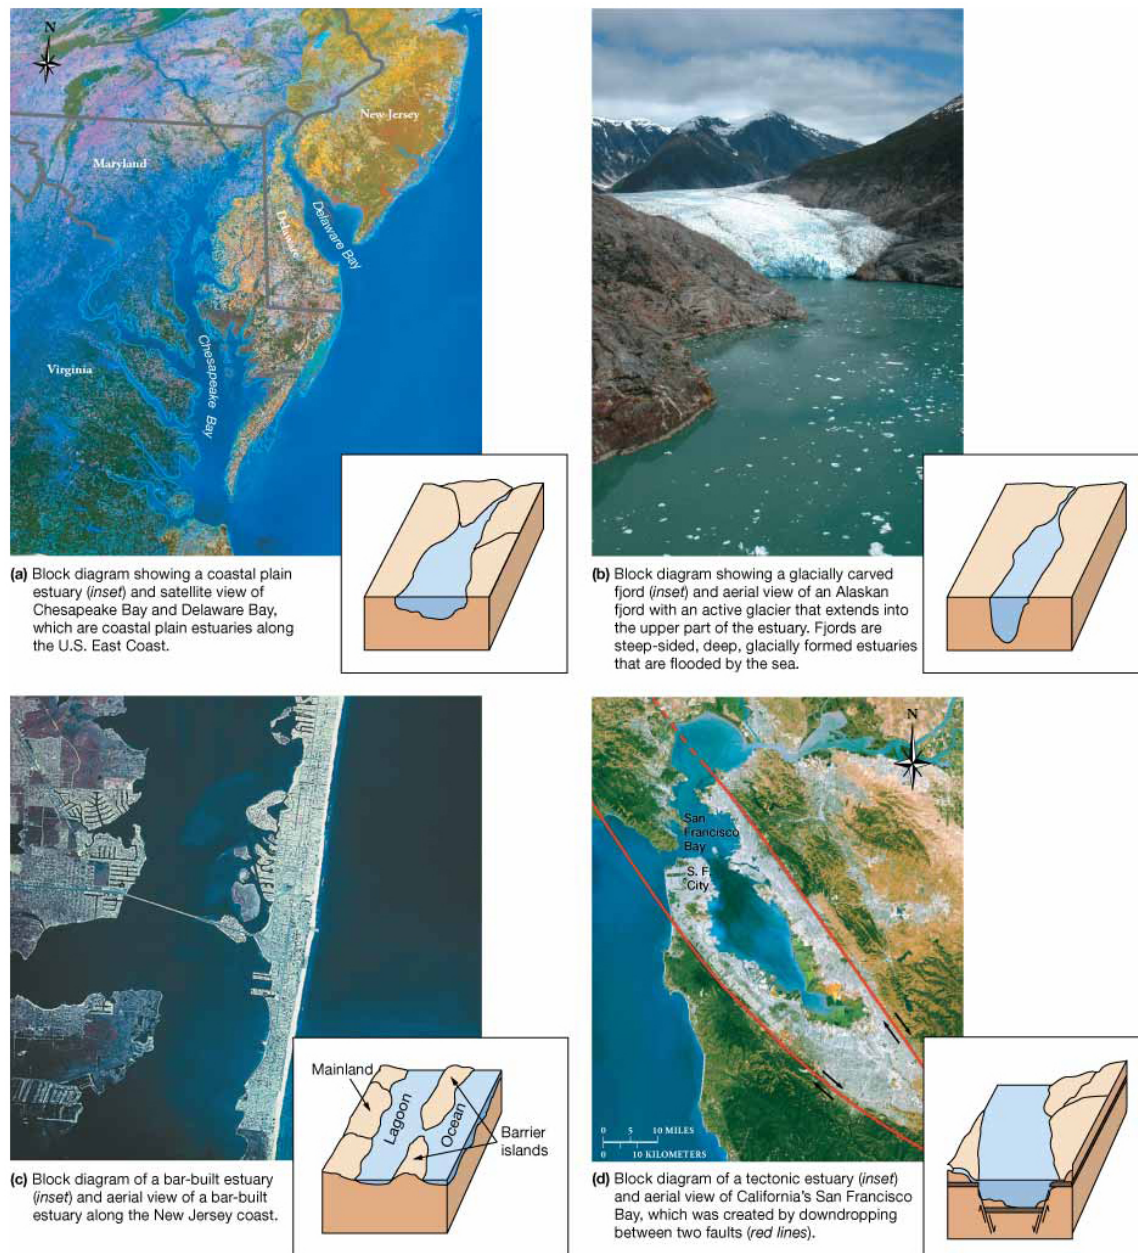 N
New Jersey
Maryland
Delaware
Delaware Bay
Chesapeake Bay
Virginia
(a) Block diagram showing a coastal plain
estuary (inset) and satellite view of
Chesapeake Bay and Delaware Bay,
which are coastal plain estuaries along
the U.S. East Coast.
(b) Block diagram showing a glacially carved
fjord (inset) and aerial view of an Alaskan
fjord with an active glacier that extends into
the upper part of the estuary. Fjords are
steep-sided, deep, glacially formed estuaries
that are flooded by the sea.
Mainland
Lagoon
Ocean
Barrier
islands
(c) Block diagram of a bar-built estuary
(inset) and aerial view of a bar-built
estuary along the New Jersey coast.
N
San
Francisco
Bay
S. F.
City
0 5 10 MILES
0 10 KILOMETERS
(d) Block diagram of a tectonic estuary (inset)
and aerial view of California's San Francisco
Bay, which was created by downdropping
between two faults (red lines).